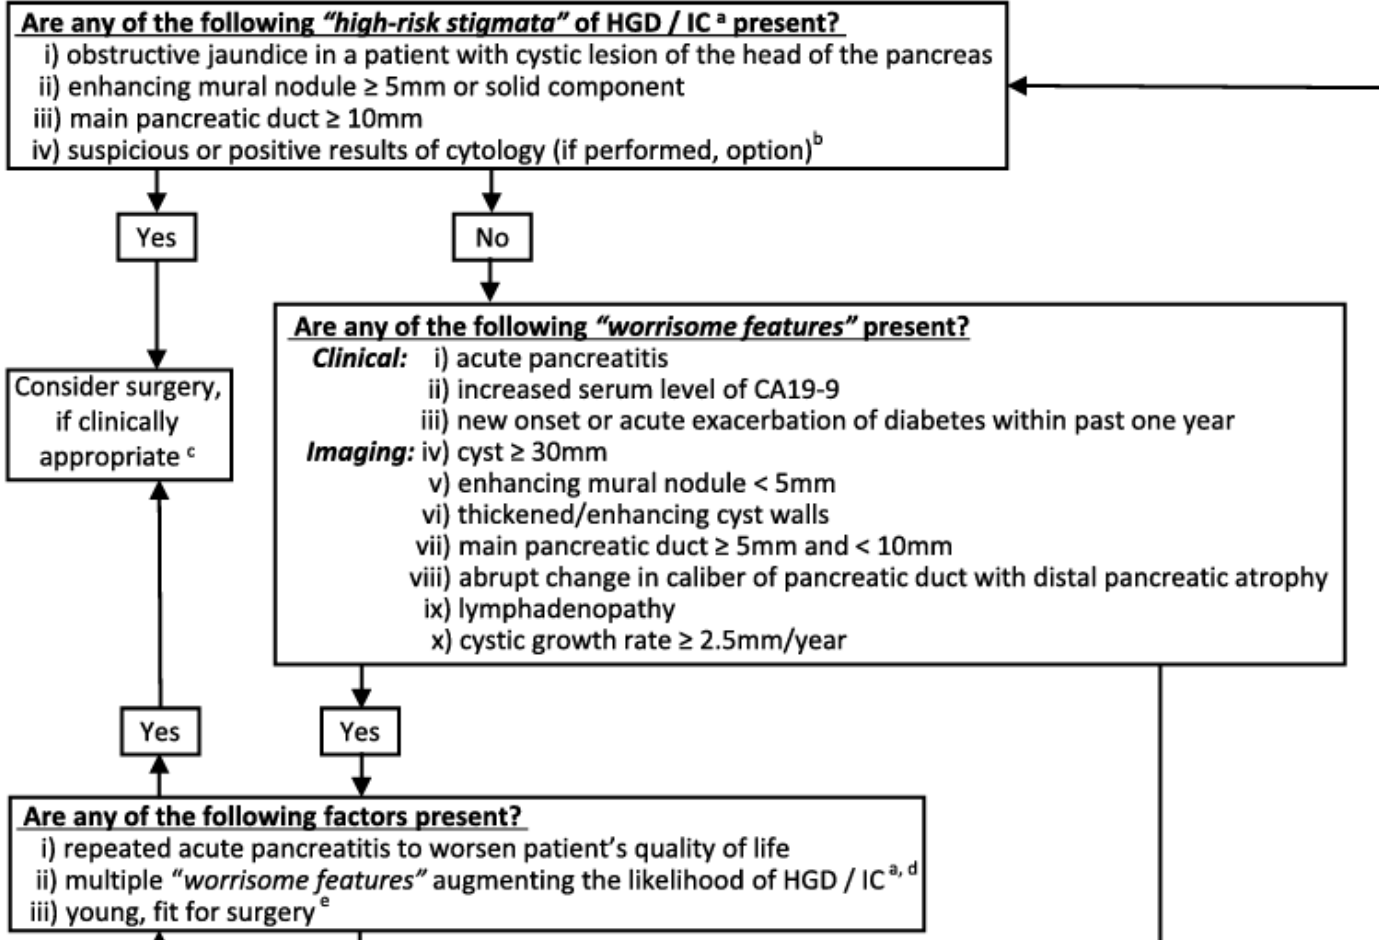 Are any of the following “high-risk stigmata” of HGD / IC a present?
i) obstructive jaundice in a patient with cystic lesion of the head of the pancreas
ii) enhancing mural nodule ≥ 5mm or solid component
iii) main pancreatic duct ≥ 10mm
iv) suspicious or positive results of cytology (if performed, option)b
Yes
No
Are any of the following “worrisome features” present?
Clinical: i) acute pancreatitis
ii) increased serum level of CA19-9
iii) new onset or acute exacerbation of diabetes within past one year
Imaging: iv) cyst ≥ 30mm
v) enhancing mural nodule < 5mm
vi) thickened/enhancing cyst walls
vii) main pancreatic duct ≥ 5mm and < 10mm
viii) abrupt change in caliber of pancreatic duct with distal pancreatic atrophy
ix) lymphadenopathy
x) cystic growth rate ≥ 2.5mm/year
Consider surgery,
if clinically
appropriate c
Yes
Yes
Are any of the following factors present?
i) repeated acute pancreatitis to worsen patient’s quality of life
ii) multiple “worrisome features” augmenting the likelihood of HGD / IC a, d
iii) young, fit for surgery e